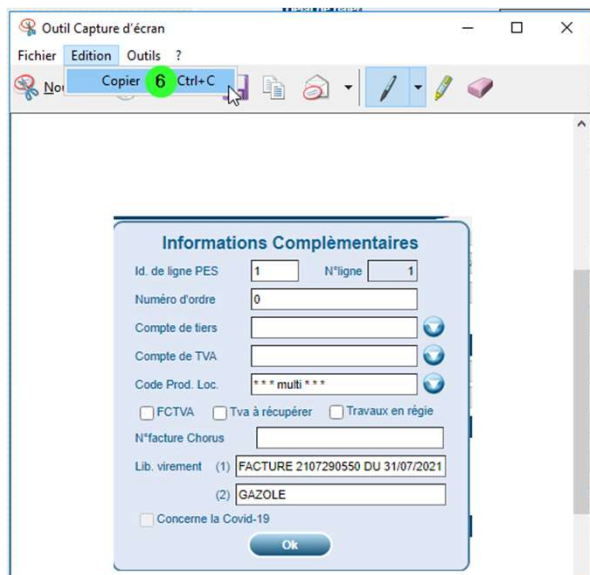 Outil Capture d'écran
Fichier Edition Outils ?
Copier 6 Ctrl+C
Informations Complèmentaires
Id. de ligne PES 1 N°ligne 1
Numéro d'ordre 0
Compte de tiers
Compte de TVA
Code Prod. Loc. * * * multi * * *
FCTVA Tva à récupérer Travaux en régie
N°facture Chorus
Lib. virement (1) FACTURE 2107290550 DU 31/07/2021
(2) GAZOLE
Concerne la Covid-19
Ok